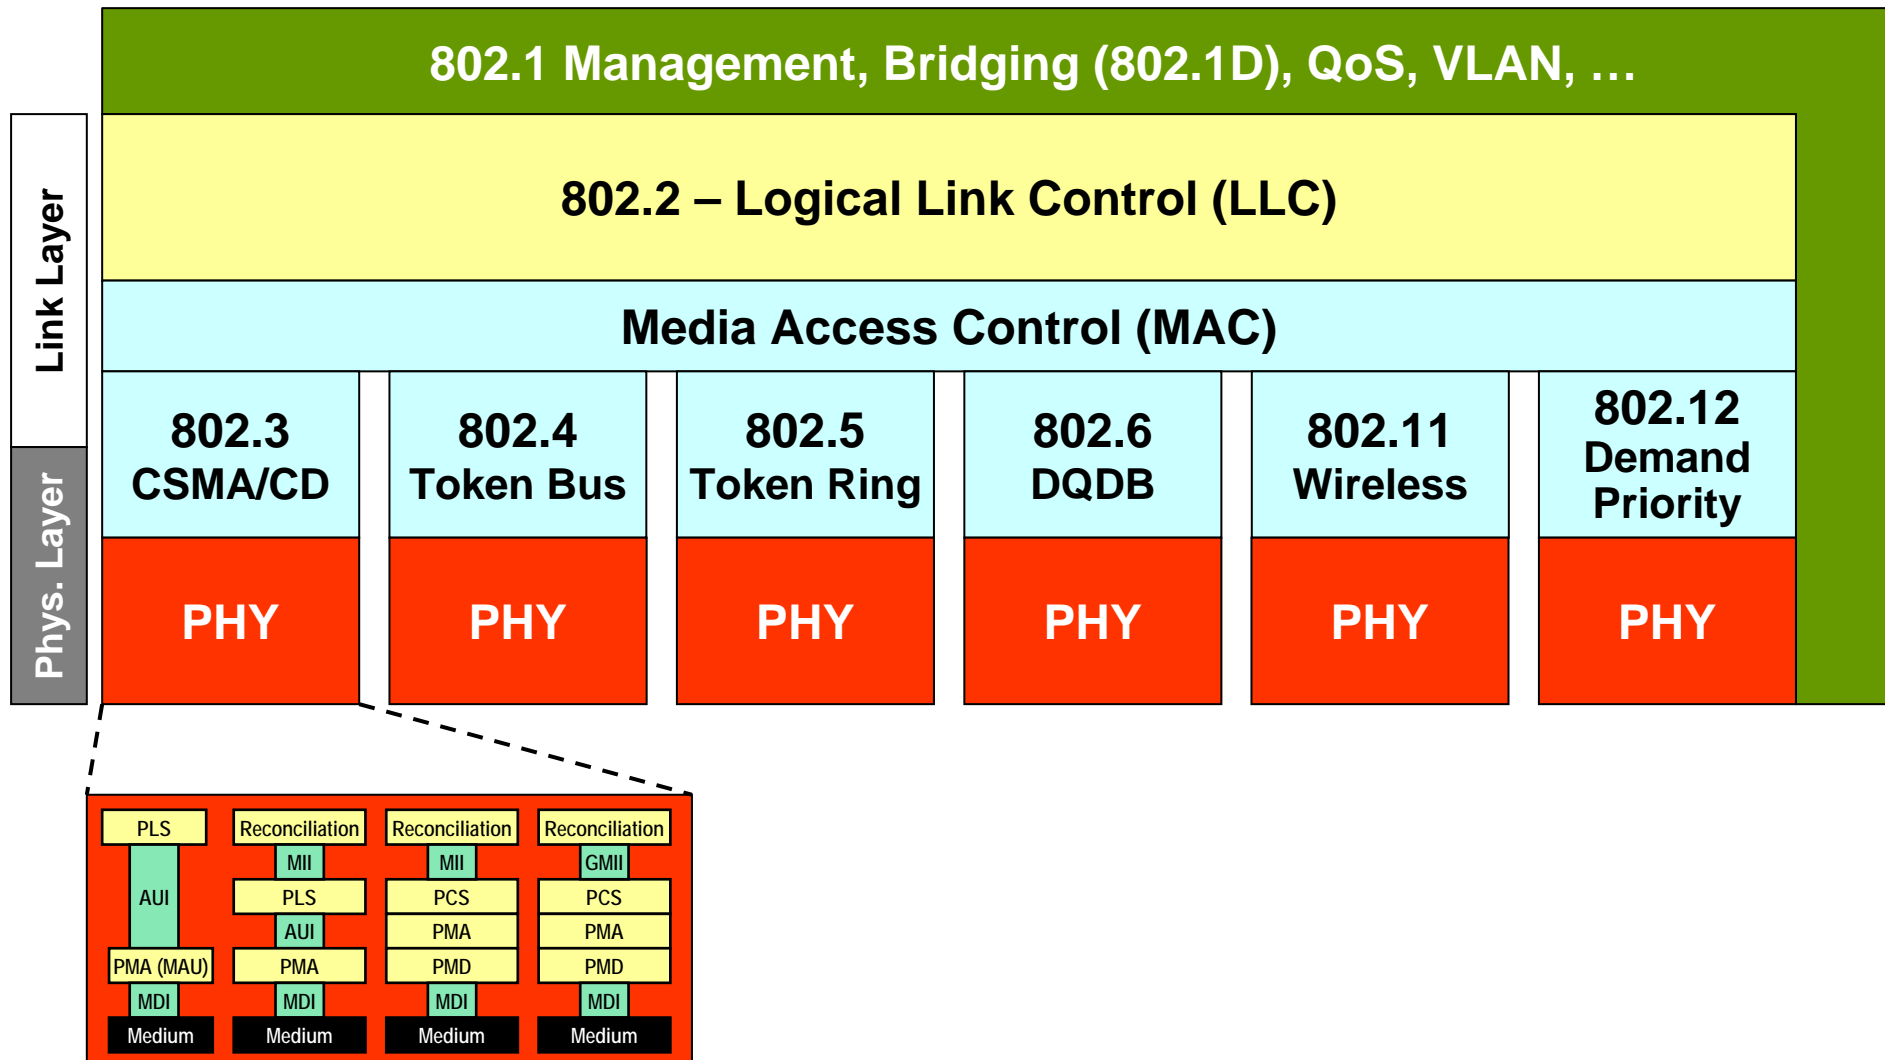 802.1 Management, Bridging (802.1D), QoS, VLAN, …
Link Layer
Phys. Layer
802.2 – Logical Link Control (LLC)
Media Access Control (MAC)
802.3
CSMA/CD
802.4
Token Bus
802.5
Token Ring
802.6
DQDB
802.11
Wireless
802.12
Demand
Priority
PHY
PHY
PHY
PHY
PHY
PHY
PLS
AUI
PMA (MAU)
MDI
Medium
Reconciliation
MII
PLS
AUI
PMA
MDI
Medium
Reconciliation
MII
PCS
PMA
PMD
MDI
Medium
Reconciliation
GMII
PCS
PMA
PMD
MDI
Medium